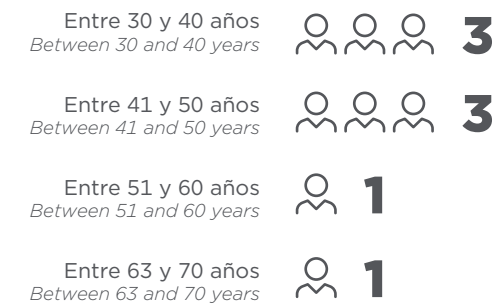 Entre 30 y 40 años
Between 30 and 40 years
3
Entre 41 y 50 años
Between 41 and 50 years
3
Entre 51 y 60 años
Between 51 and 60 years
1
Entre 63 y 70 años
Between 63 and 70 years
1